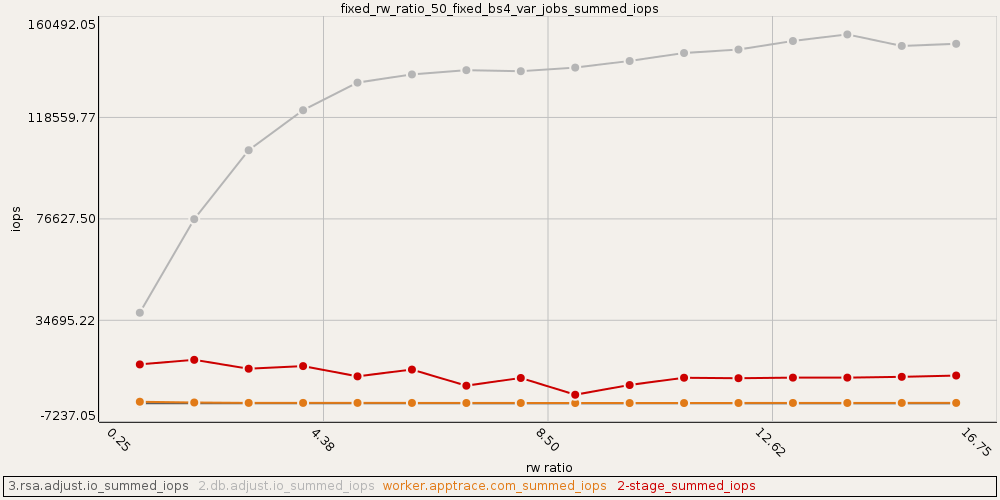 fixed_rw_ratio_50_fixed_bs4_var_jobs_summed_iops
160492.05
118559.77
76627.50
34695.22
-7237.05
iops
0.25
4.38
8.50
12.62
16.75
rw ratio
3.rsa.adjust.io_summed_iops 2.db.adjust.io_summed_iops worker.apptrace.com_summed_iops 2-stage_summed_iops